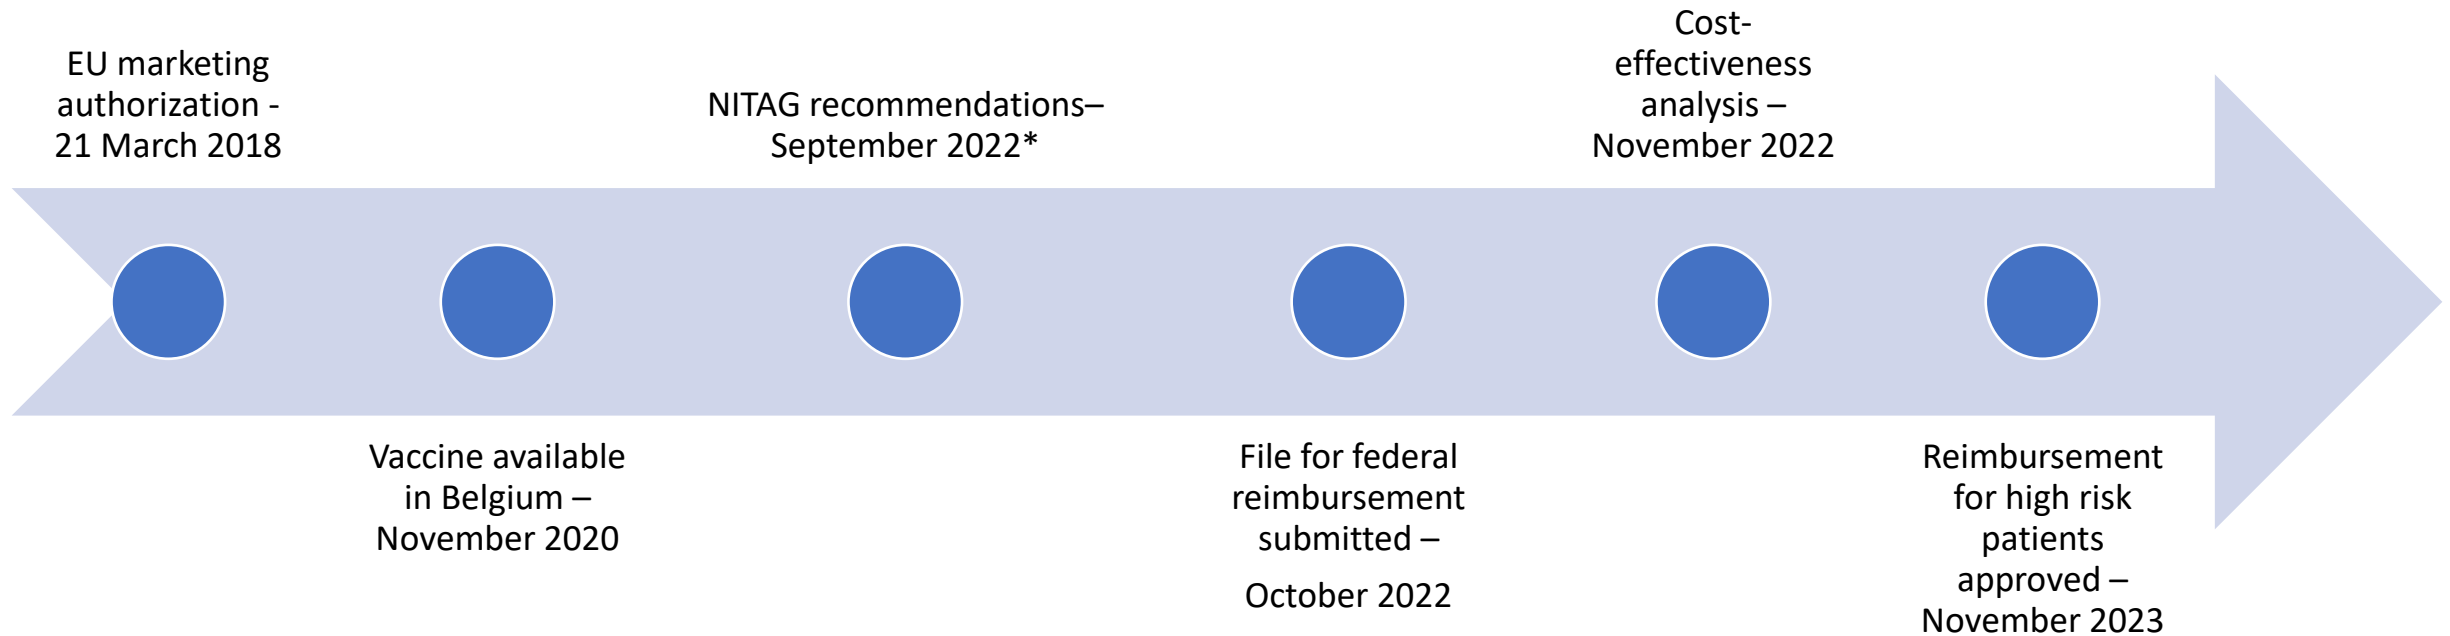 EU marketing
authorization -
21 March 2018
Vaccine available
in Belgium –
November 2020
NITAG recommendations–
September 2022*
File for federal
reimbursement
submitted –
October 2022
Cost-
effectiveness
analysis –
November 2022
Reimbursement
for high risk
patients
approved –
November 2023